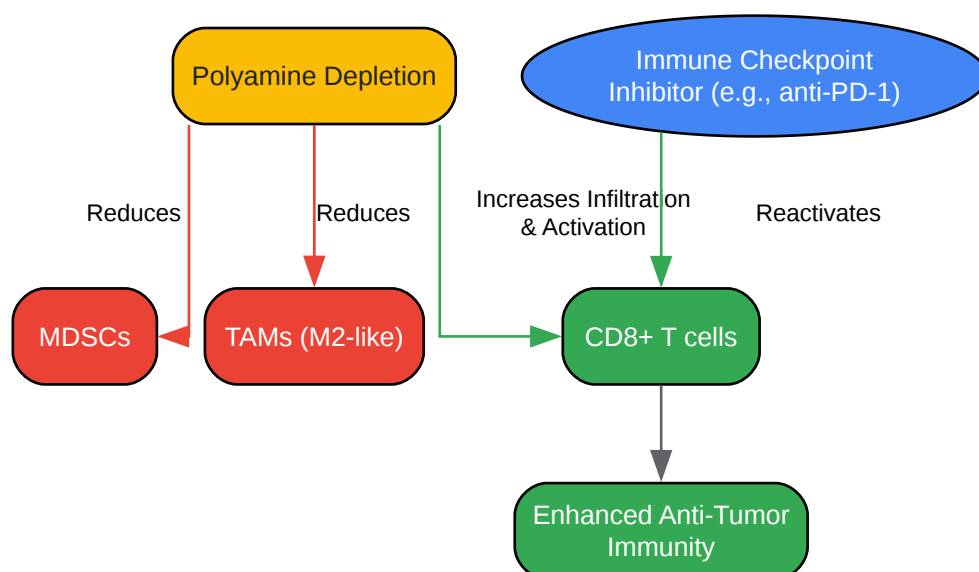 Polyamine Depletion
Immune Checkpoint
Inhibitor (e.g., anti-PD-1)
Reduces
Reduces
Increases Infiltration
& Activation
Reactivates
MDSCs
TAMs (M2-like)
CD8+ T cells
Enhanced Anti-Tumor
Immunity